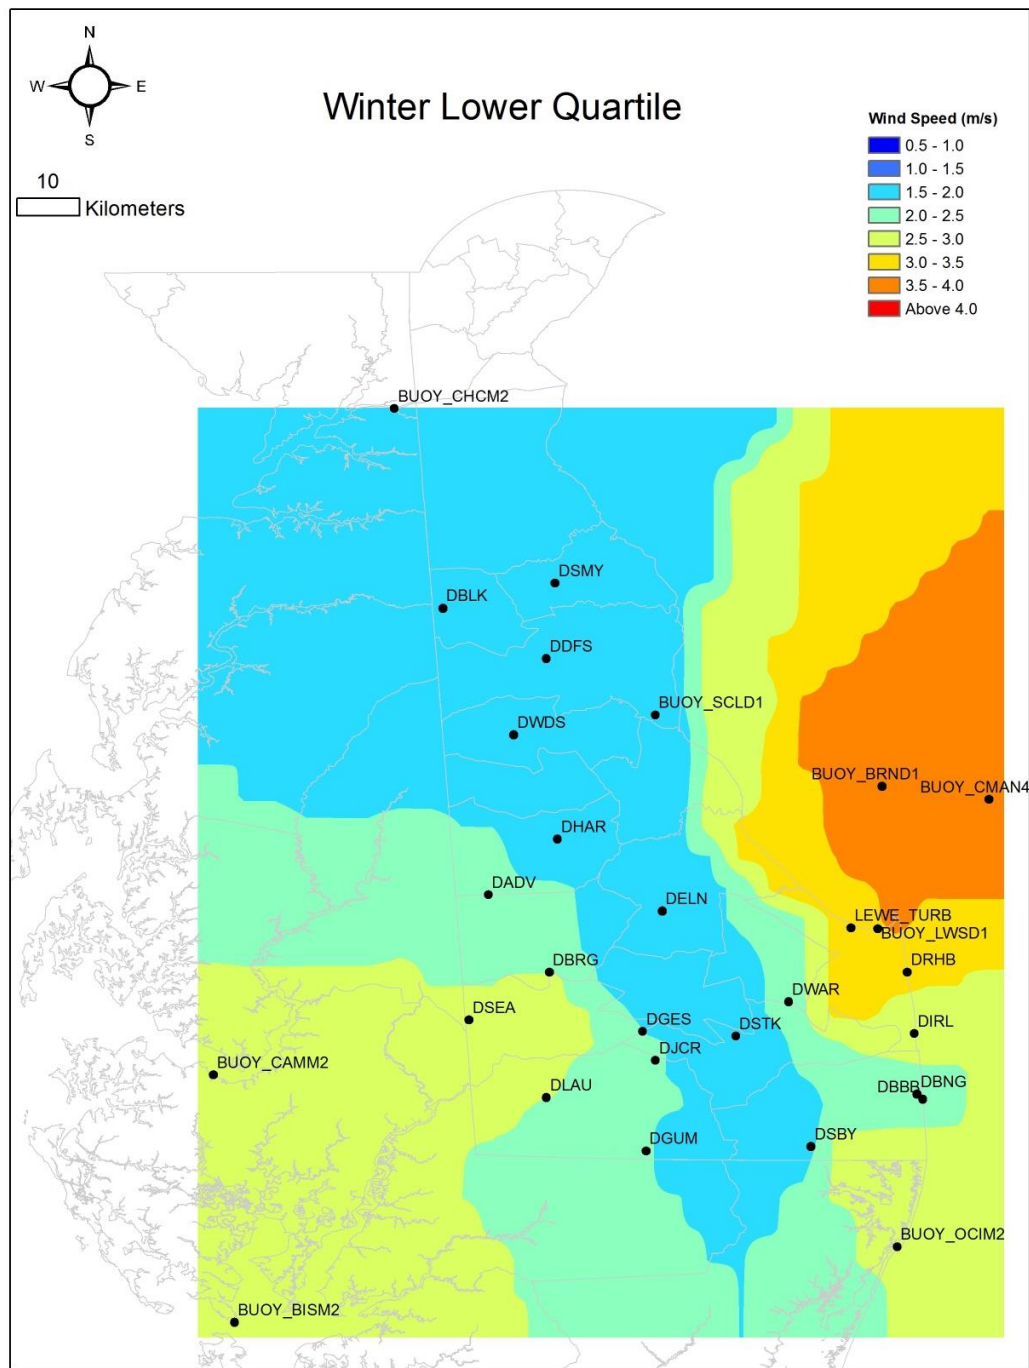 N
W E
S
Winter Lower Quartile
Wind Speed (m/s)
0.5 - 1.0
1.0 - 1.5
1.5 - 2.0
2.0 - 2.5
2.5 - 3.0
3.0 - 3.5
3.5 - 4.0
Above 4.0
10
Kilometers
BUOY_CHCM2
DSMY
DBLK
DDFS
BUOY_SCLD1
DWDS
BUOY_BRND1
BUOY_CMAN4
DHAR
DADV
DELN
LEWE_TURB
BUOY_LWSD1
DBRG
DRHB
DWAR
DSEA
DGES
DSTK
DIRL
DJCR
BUOY_CAMM2
DLAU
DBBB
DBNG
DGUM
DSBY
BUOY_OCIM2
BUOY_BISM2